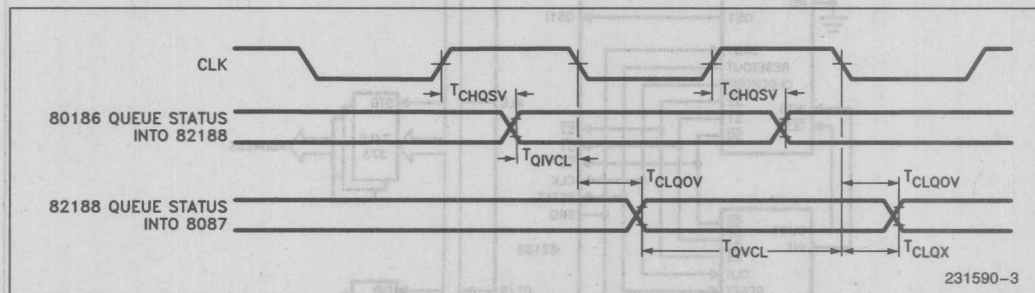 CLK
T_CHQSV T_CHQSV
80186 QUEUE STATUS
INTO 82188
T_QIVCL
T_CLQOV T_CLQOV
82188 QUEUE STATUS
INTO 8087
T_QVCL T_CLQX
231590–3